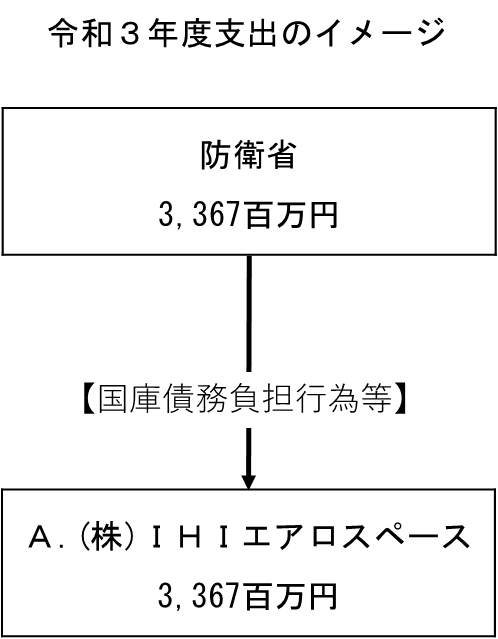 令和３年度支出のイメージ
防衛省
3,367百万円
【国庫債務負担行為等】
Ａ.(株)ＩＨＩエアロスペース
3,367百万円